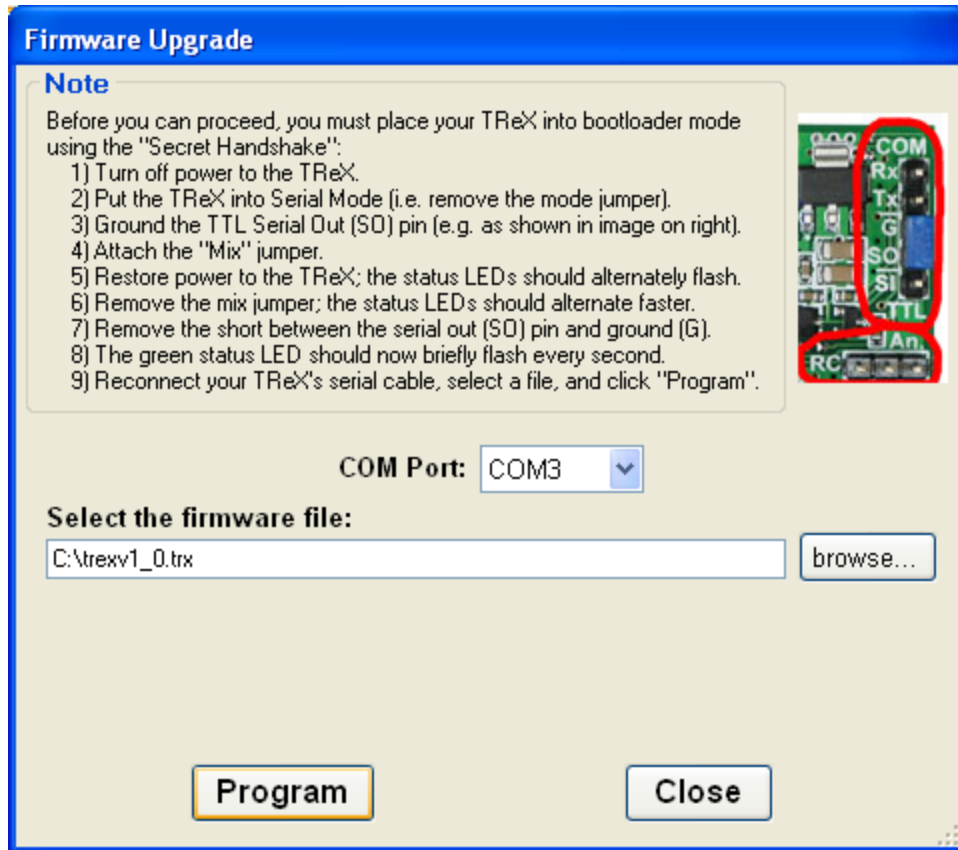 Firmware Upgrade
Note
Before you can proceed, you must place your TReX into bootloader mode
using the "Secret Handshake":
1) Turn off power to the TReX.
2) Put the TReX into Serial Mode (i.e. remove the mode jumper).
3) Ground the TTL Serial Out (SO) pin (e.g. as shown in image on right).
4) Attach the "Mix" jumper.
5) Restore power to the TReX; the status LEDs should alternately flash.
6) Remove the mix jumper; the status LEDs should alternate faster.
7) Remove the short between the serial out (SO) pin and ground (G).
8) The green status LED should now briefly flash every second.
9) Reconnect your TReX's serial cable, select a file, and click "Program".
COM
Rx
Tx
G
SO
SI
TTL
An.
RC
COM Port: COM3
Select the firmware file:
C:\trexv1_0.trx browse...
Program Close